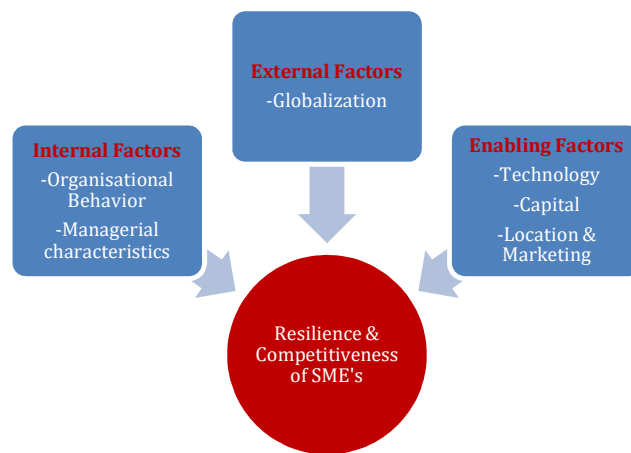 External Factors
-Globalization
Internal Factors
-Organisational
Behavior
-Managerial
characteristics
Enabling Factors
-Technology
-Capital
-Location &
Marketing
Resilience &
Competitiveness
of SME's